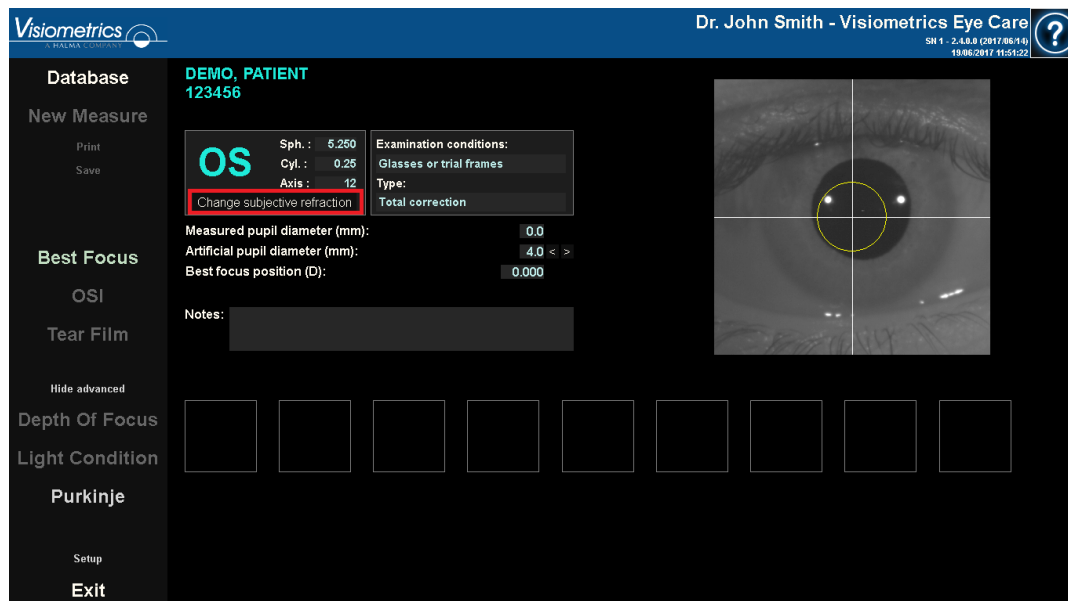 Visiometrics
A HALMA COMPANY
Dr. John Smith - Visiometrics Eye Care
SN 1 - 2.4.0.0 (2017/06/14)
19/06/2017 11:51:22
?
Database
New Measure
Print
Save
Best Focus
OSI
Tear Film
Hide advanced
Depth Of Focus
Light Condition
Purkinje
Setup
Exit
DEMO, PATIENT
123456
OS
Sph. : 5.250
Cyl. : 0.25
Axis : 12
Change subjective refraction
Examination conditions:
Glasses or trial frames
Type:
Total correction
Measured pupil diameter (mm): 0.0
Artificial pupil diameter (mm): 4.0 < >
Best focus position (D): 0.000
Notes: